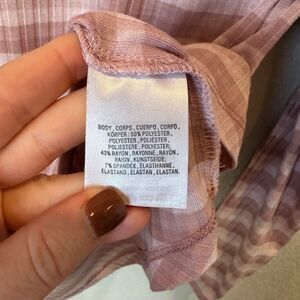 BODY, CORPS, CUERPO, CORPO,
KÖRPER: 50% POLYESTER,
POLYESTER, POLIÉSTER,
POLIESTERE, POLYESTER;
43% RAYON, RAYONNE, RAYÓN,
RAION, KUNSTSEIDE;
7% SPANDEX, ÉLASTHANNE,
ELASTANO, ELASTAN, ELASTAN.